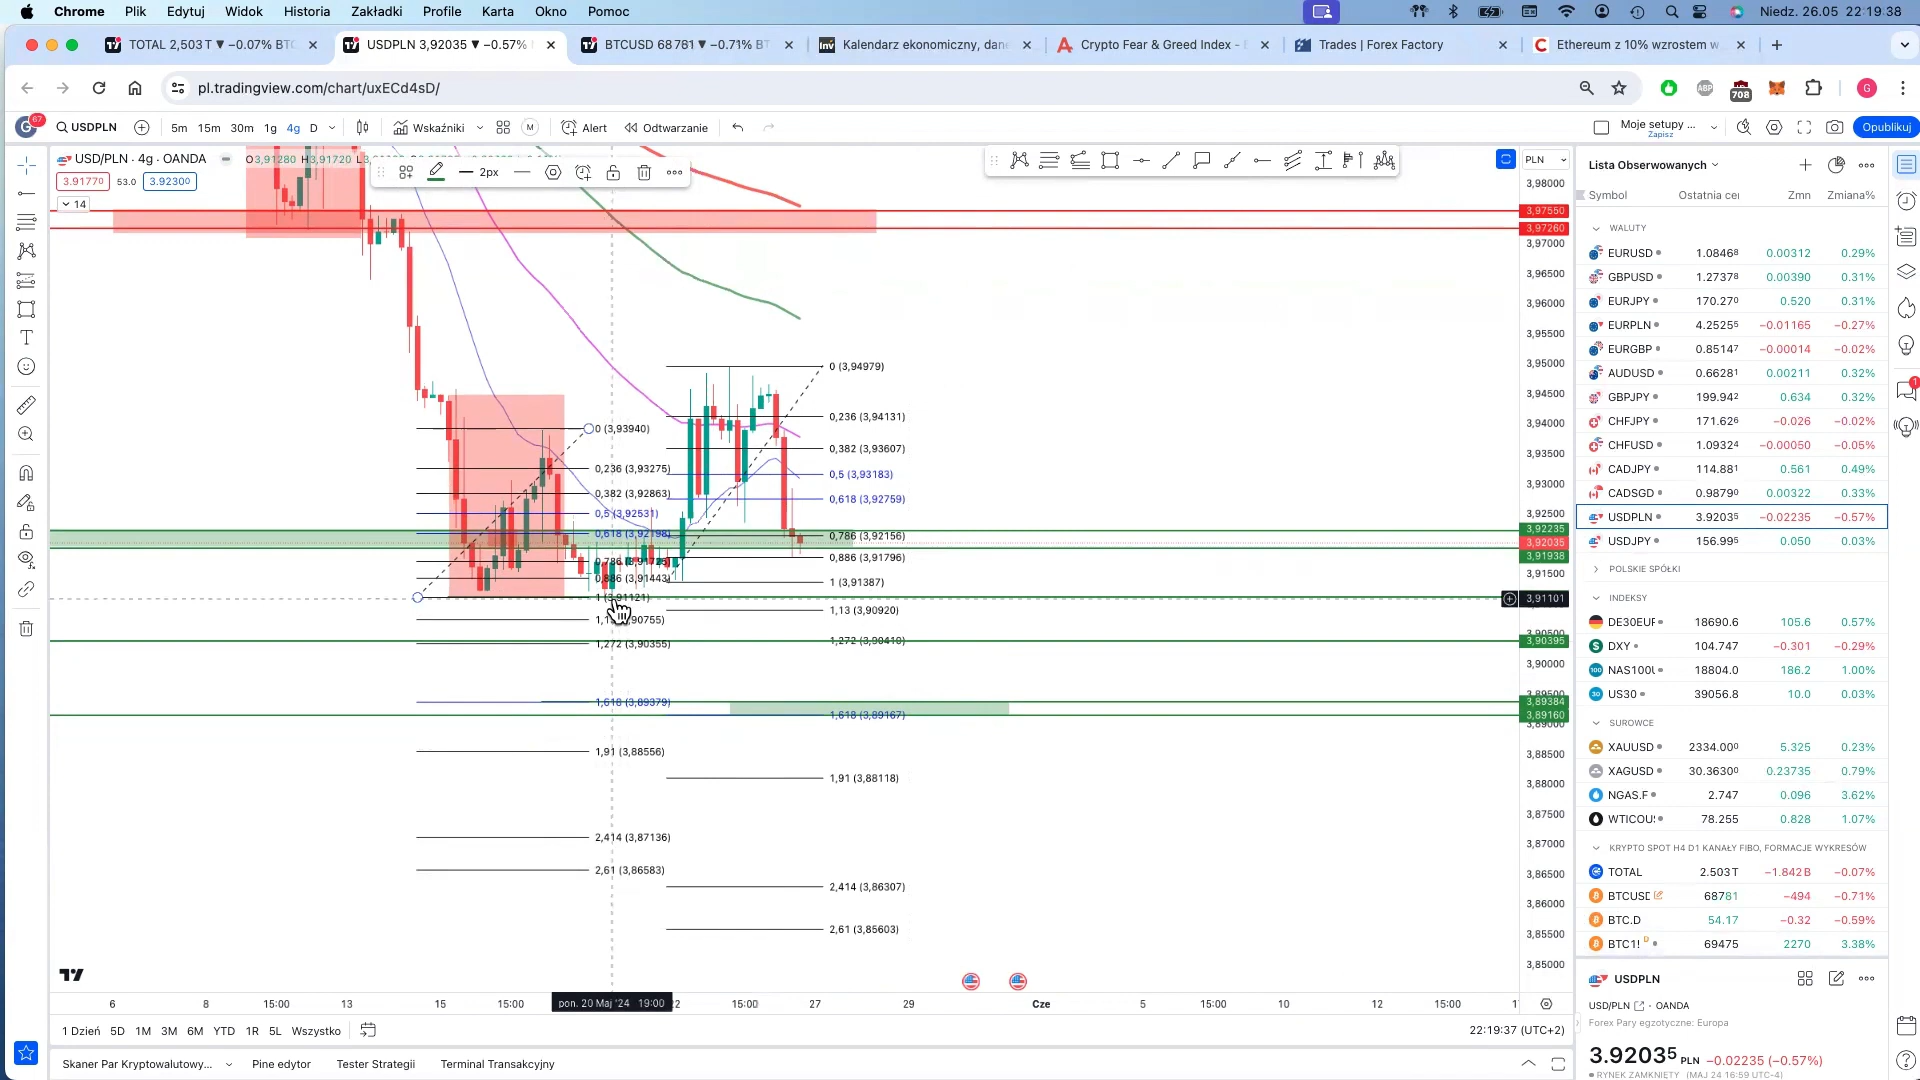 Chrome Plik Edytuj Widok Historia Zakładki Profile Karta Okno Pomoc Niedz. 26.05 22:19:38
TOTAL 2,503 T ▼ −0.07% BTC
USDPLN 3,92035 ▼ −0.57%
BTCUSD 68 781 ▼ −0.71% BT
Kalendarz ekonomiczny, dane
Crypto Fear & Greed Index -
Trades | Forex Factory
Ethereum z 10% wzrostem w
pl.tradingview.com/chart/uxECd4sD/
708
G
67
USDPLN 5m 15m 30m 1g 4g D Wskaźniki M Alert Odtwarzanie Moje setupy ... Zapisz Opublikuj
USD/PLN · 4g · OANDA O3,91280 H3,91720
3.91770 53.0 3.92300
2px
14
PLN
3,98000
3,97550
3,97260
3,97000
3,96500
3,96000
3,95500
3,95000
3,94500
3,94000
3,93500
3,93000
3,92500
3,92235
3,92035
3,91938
3,91500
3,91101
3,90500
3,90395
3,90000
3,89500
3,89384
3,89160
3,89000
3,88500
3,88000
3,87500
3,87000
3,86500
3,86000
3,85500
3,85000
0 (3,93940)
0,236 (3,93275)
0,382 (3,92863)
0,5 (3,92531)
0,618 (3,92198)
0,886 (3,91443)
1 (3,91121)
1,272 (3,90355)
1,618 (3,89379)
1,91 (3,88556)
2,414 (3,87136)
2,61 (3,86583)
0 (3,94979)
0,236 (3,94131)
0,382 (3,93607)
0,5 (3,93183)
0,618 (3,92759)
0,786 (3,92156)
0,886 (3,91796)
1 (3,91387)
1,13 (3,90920)
1,272 (3,90410)
1,618 (3,89167)
1,91 (3,88118)
2,414 (3,86307)
2,61 (3,85603)
6 8 15:00 13 15 15:00 pon. 20 Maj '24 19:00 15:00 27 29 Cze 5 15:00 10 12 15:00
1 Dzień 5D 1M 3M 6M YTD 1R 5L Wszystko 22:19:37 (UTC+2)
Skaner Par Kryptowalutowy... Pine edytor Tester Strategii Terminal Transakcyjny
Lista Obserwowanych
Symbol Ostatnia cer Zmn Zmiana%
WALUTY
EURUSD 1.08468 0.00312 0.29%
GBPUSD 1.27378 0.00390 0.31%
EURJPY 170.270 0.520 0.31%
EURPLN 4.25255 −0.01165 −0.27%
EURGBP 0.85147 −0.00014 −0.02%
AUDUSD 0.66281 0.00211 0.32%
GBPJPY 199.942 0.634 0.32%
CHFJPY 171.626 −0.026 −0.02%
CHFUSD 1.09324 −0.00050 −0.05%
CADJPY 114.881 0.561 0.49%
CADSGD 0.98790 0.00322 0.33%
USDPLN 3.92035 −0.02235 −0.57%
USDJPY 156.995 0.050 0.03%
POLSKIE SPÓŁKI
INDEKSY
DE30EUR 18690.6 105.6 0.57%
DXY 104.747 −0.301 −0.29%
NAS100U 18804.0 186.2 1.00%
US30 39056.8 10.0 0.03%
SUROWCE
XAUUSD 2334.000 5.325 0.23%
XAGUSD 30.36300 0.23735 0.79%
NGAS.F 2.747 0.096 3.62%
WTICOU 78.255 0.828 1.07%
KRYPTO SPOT H4 D1 KANAŁY FIBO, FORMACJE WYKRESÓW
TOTAL 2.503T −1.842B −0.07%
BTCUSD 68781 −494 −0.71%
BTC.D 54.17 −0.32 −0.59%
BTC1! D 69475 2270 3.38%
USDPLN
USD/PLN · OANDA
Forex Pary egzotyczne: Europa
3.92035 PLN −0.02235 (−0.57%)
RYNEK ZAMKNIĘTY (MAJ 24 16:59 UTC-4)